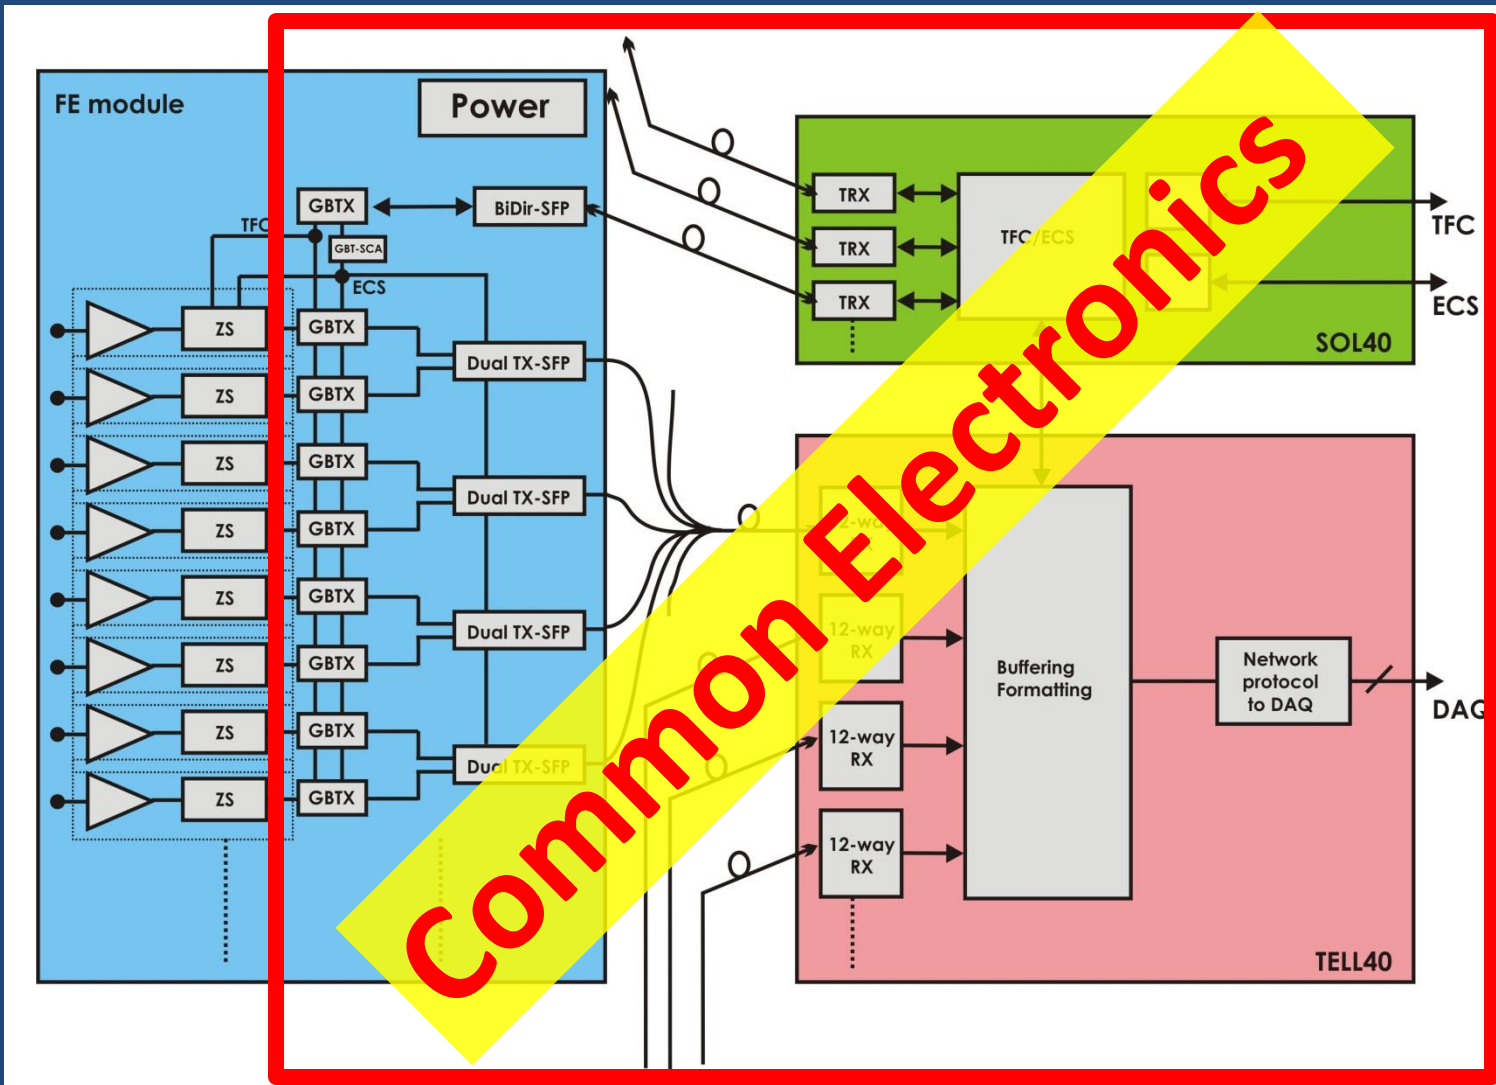 FE module
Power
GBTX
BiDir-SFP
TFC
GBT-SCA
ECS
ZS
GBTX
Dual TX-SFP
ZS
GBTX
ZS
GBTX
Dual TX-SFP
ZS
GBTX
ZS
GBTX
Dual TX-SFP
ZS
GBTX
ZS
GBTX
Dual TX-SFP
ZS
GBTX
TRX
TRX
TRX
TFC/ECS
TFC
ECS
SOL40
Common Electronics
12-way
RX
12-way
RX
12-way
RX
Buffering
Formatting
Network
protocol
to DAQ
DAQ
TELL40